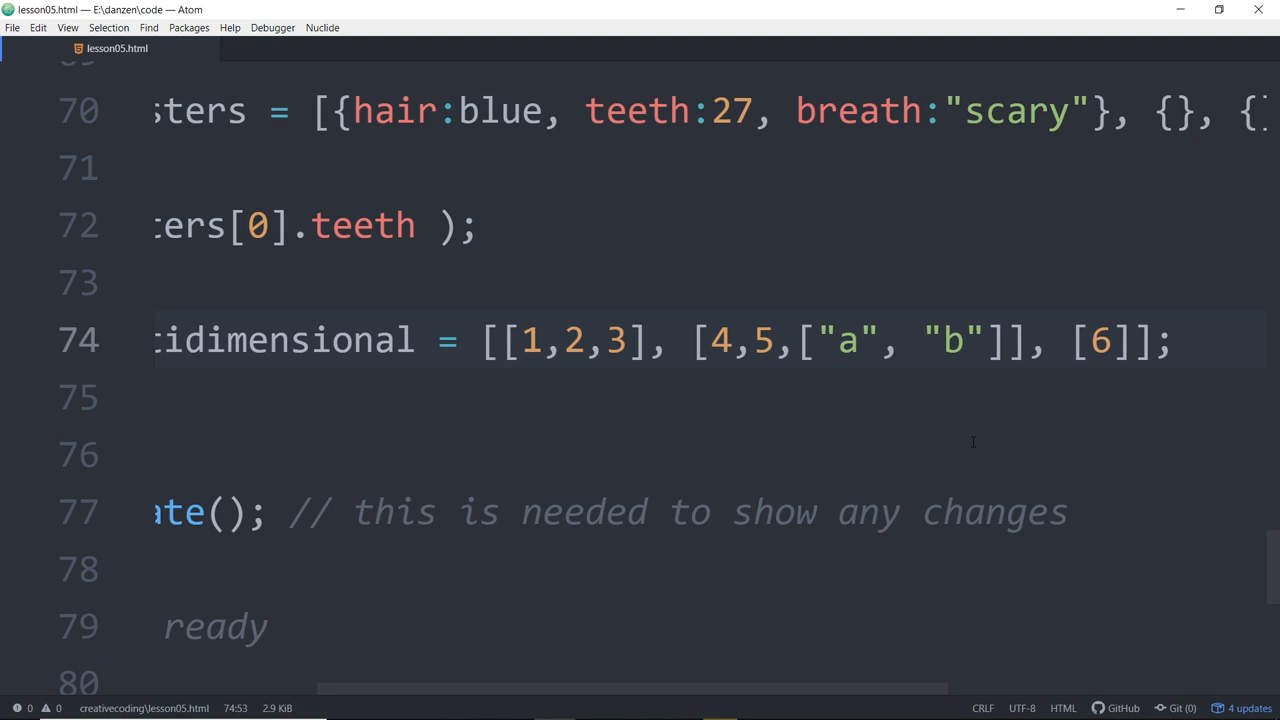 lesson05.html — E:\danzen\code — Atom
File Edit View Selection Find Packages Help Debugger Nuclide
lesson05.html
70 sters = [{hair:blue, teeth:27, breath:"scary"}, {}, {}
71
72 ters[0].teeth );
73
74 tidimensional = [[1,2,3], [4,5,["a", "b"]], [6]];
75
76
77 ate(); // this is needed to show any changes
78
79 ready
80
0 0 creativecoding\lesson05.html 74:53 2.9 KiB CRLF UTF-8 HTML GitHub Git (0) 4 updates